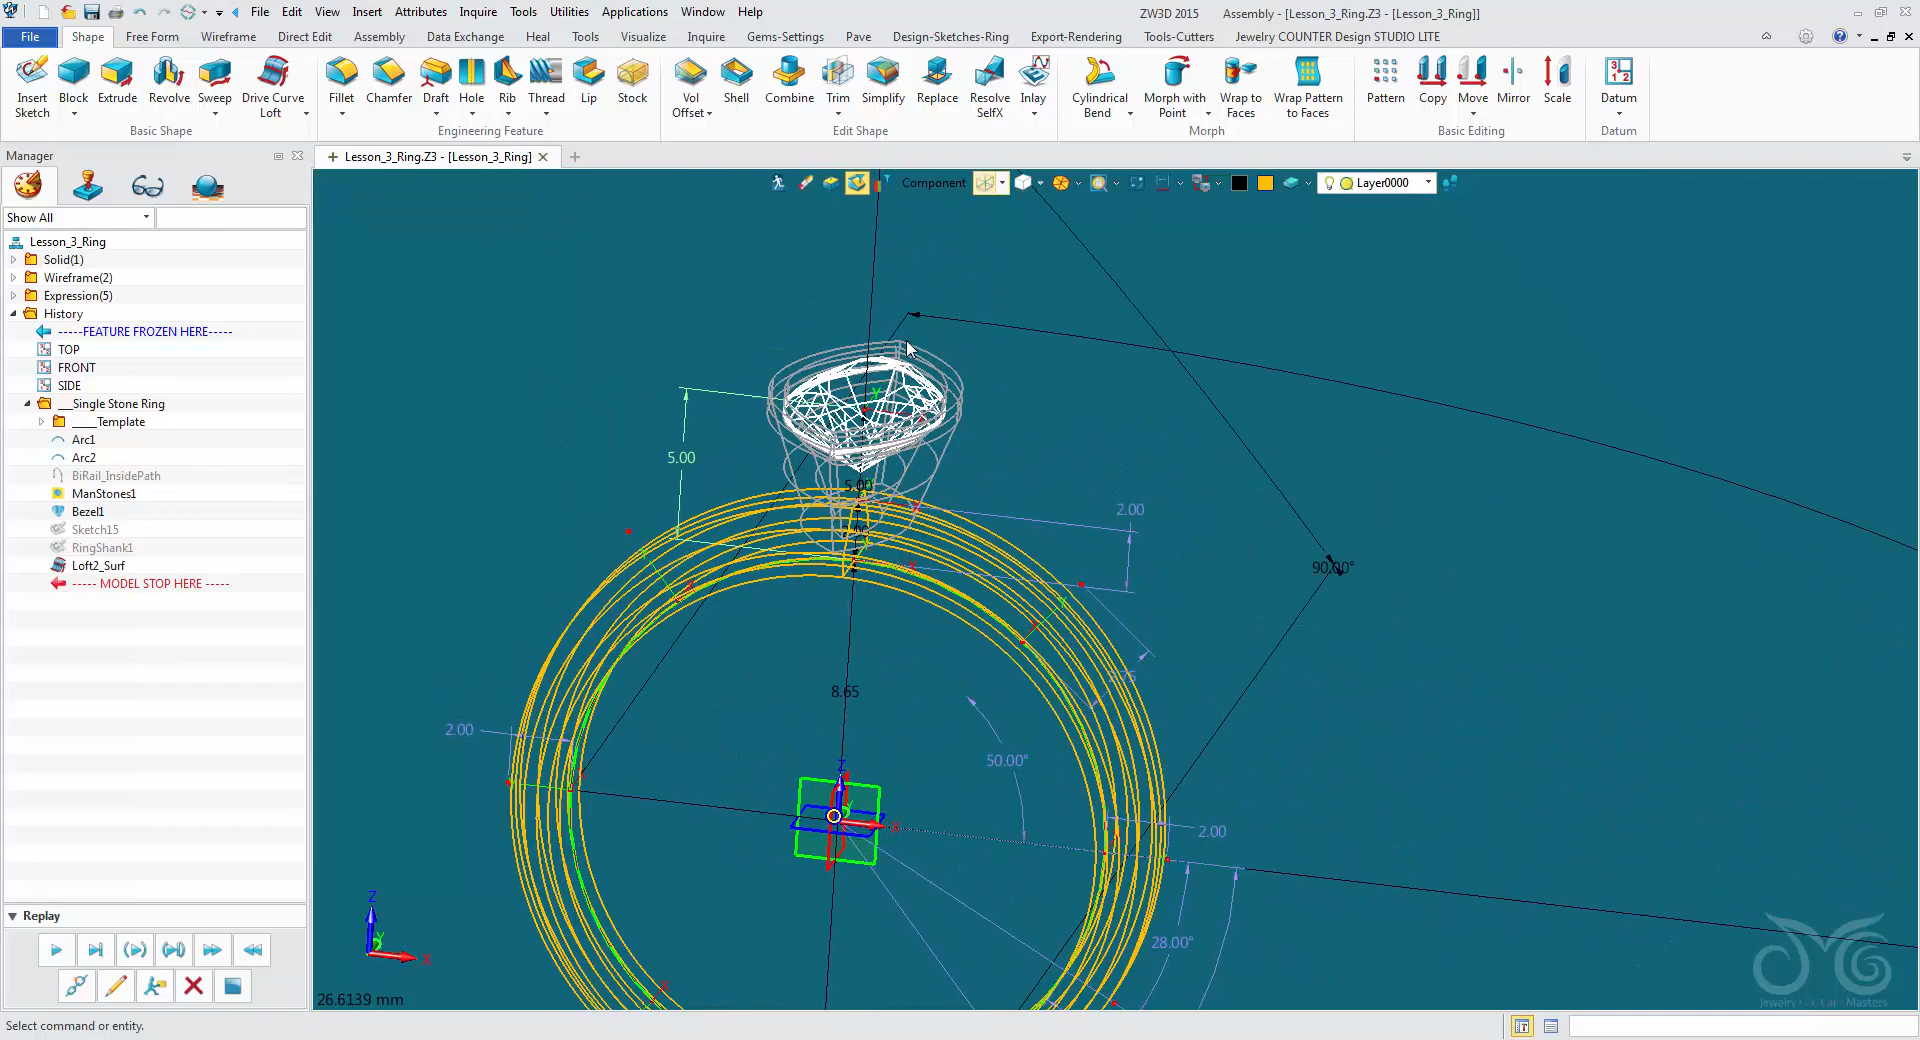 File Edit View Insert Attributes Inquire Tools Utilities Applications Window Help ZW3D 2015 Assembly - [Lesson_3_Ring.Z3 - [Lesson_3_Ring]]
File Shape Free Form Wireframe Direct Edit Assembly Data Exchange Heal Tools Visualize Inquire Gems-Settings Pave Design-Sketches-Ring Export-Rendering Tools-Cutters Jewelry COUNTER Design STUDIO LITE
Insert Sketch Block Extrude Revolve Sweep Drive Curve Loft Fillet Chamfer Draft Hole Rib Thread Lip Stock Vol Offset Shell Combine Trim Simplify Replace Resolve SelfX Inlay Cylindrical Bend Morph with Point Wrap to Faces Wrap Pattern to Faces Pattern Copy Move Mirror Scale Datum
Basic Shape Engineering Feature Edit Shape Morph Basic Editing Datum
Manager
Lesson_3_Ring.Z3 - [Lesson_3_Ring]
Component Layer0000
Show All
Lesson_3_Ring
Solid(1)
Wireframe(2)
Expression(5)
History
-----FEATURE FROZEN HERE-----
TOP
FRONT
SIDE
__Single Stone Ring
____Template
Arc1
Arc2
BiRail_InsidePath
ManStones1
Bezel1
Sketch15
RingShank1
Loft2_Surf
----- MODEL STOP HERE -----
Replay
5.00
5.00
2.00
90.00°
8.65
2.00
50.00°
2.00
28.00°
Z
Y
X
26.6139 mm
Select command or entity.